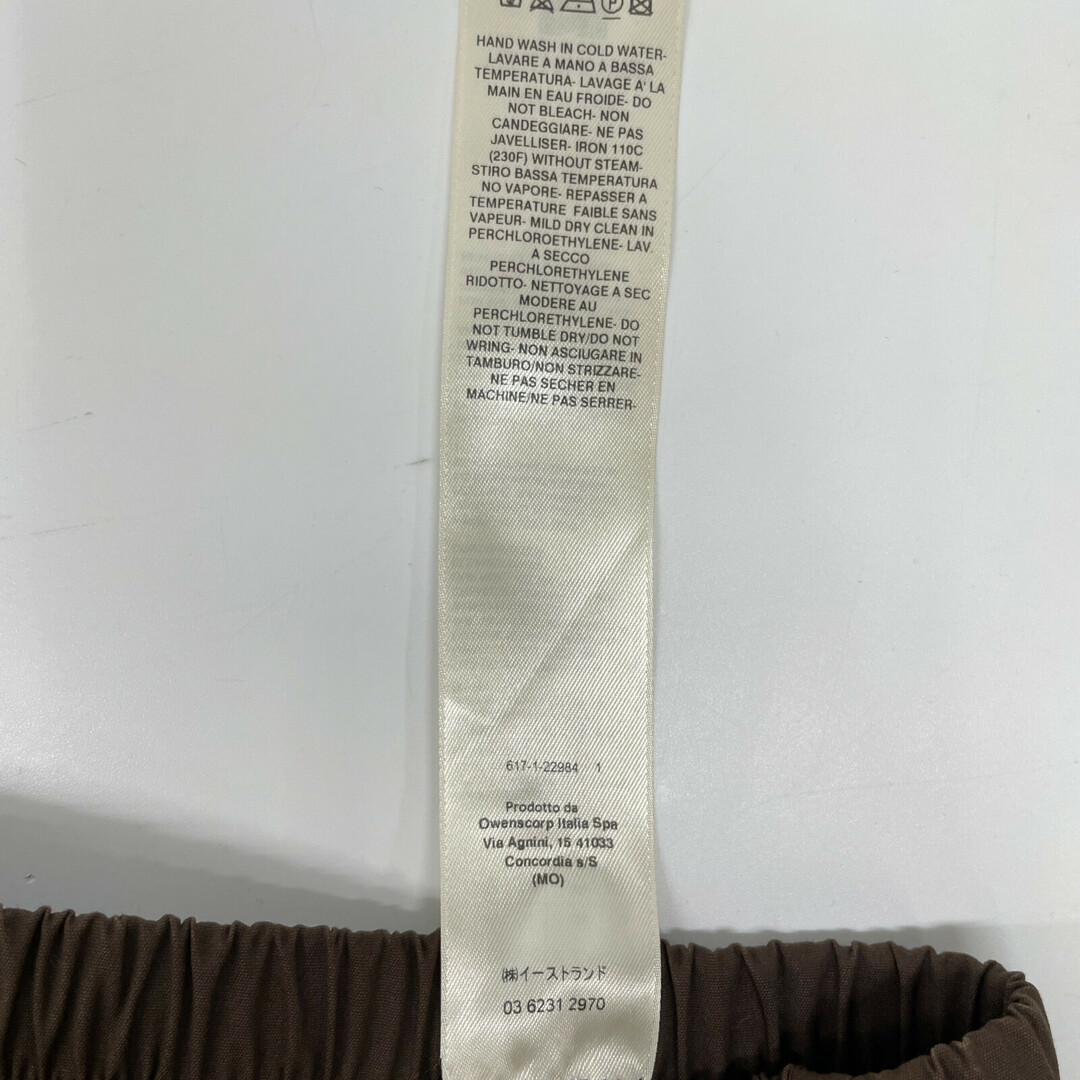 HAND WASH IN COLD WATER-
LAVARE A MANO A BASSA
TEMPERATURA- LAVAGE A' LA
MAIN EN EAU FROIDE- DO
NOT BLEACH- NON
CANDEGGIARE- NE PAS
JAVELLISER- IRON 110C
(230F) WITHOUT STEAM-
STIRO BASSA TEMPERATURA
NO VAPORE- REPASSER A
TEMPERATURE FAIBLE SANS
VAPEUR- MILD DRY CLEAN IN
PERCHLOROETHYLENE- LAV.
A SECCO
PERCHLORETHYLENE
RIDOTTO- NETTOYAGE A SEC
MODERE AU
PERCHLORETHYLENE- DO
NOT TUMBLE DRY/DO NOT
WRING- NON ASCIUGARE IN
TAMBURO/NON STRIZZARE-
NE PAS SECHER EN
MACHINE/NE PAS SERRER-
617-1-22984 1
Prodotto da
Owenscorp Italia Spa
Via Agnini, 15 41033
Concordia s/S
(MO)
㈱イーストランド
03 6231 2970